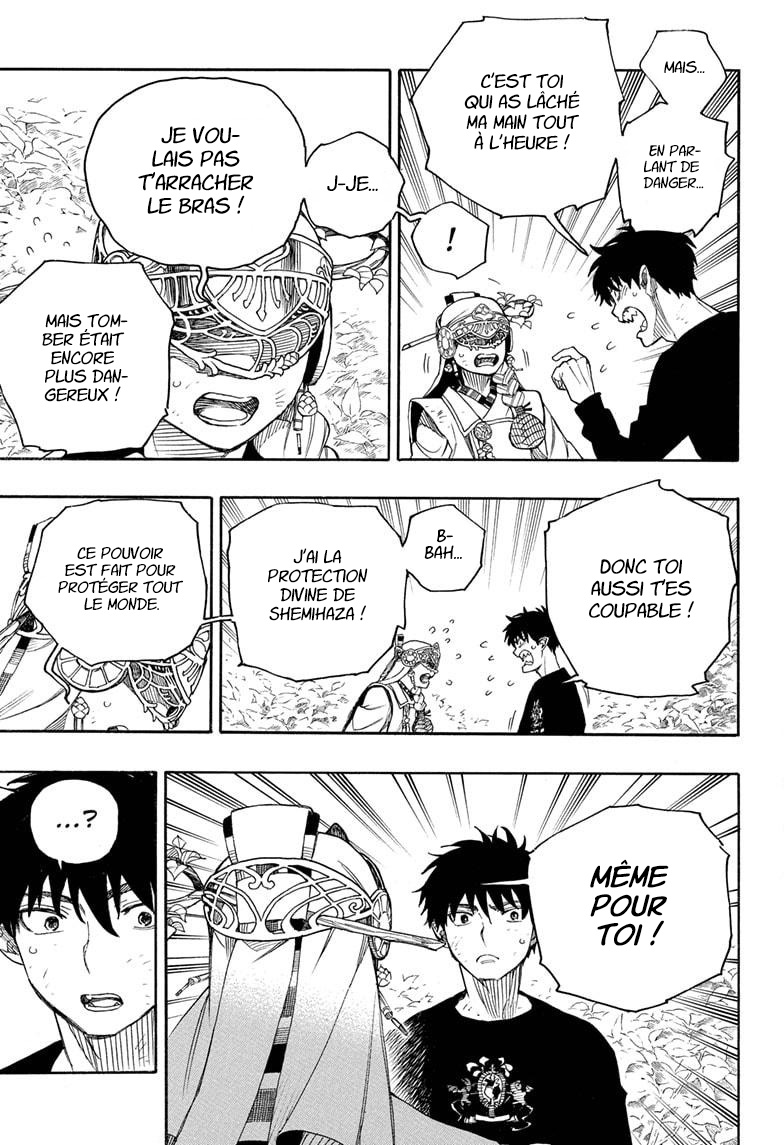 MAIS...
EN PAR-
LANT DE
DANGER...
C'EST TOI
QUI AS LÂCHÉ
MA MAIN TOUT
À L'HEURE !
!
J-JE...
JE VOU-
LAIS PAS
T'ARRACHER
LE BRAS !
MAIS TOM-
BER ÉTAIT
ENCORE
PLUS DAN-
GEREUX !
DONC TOI
AUSSI T'ES
COUPABLE !
B-
BAH...
J'AI LA
PROTECTION
DIVINE DE
SHEMIHAZA !
CE POUVOIR
EST FAIT POUR
PROTÉGER TOUT
LE MONDE.
MÊME
POUR
TOI !
...?